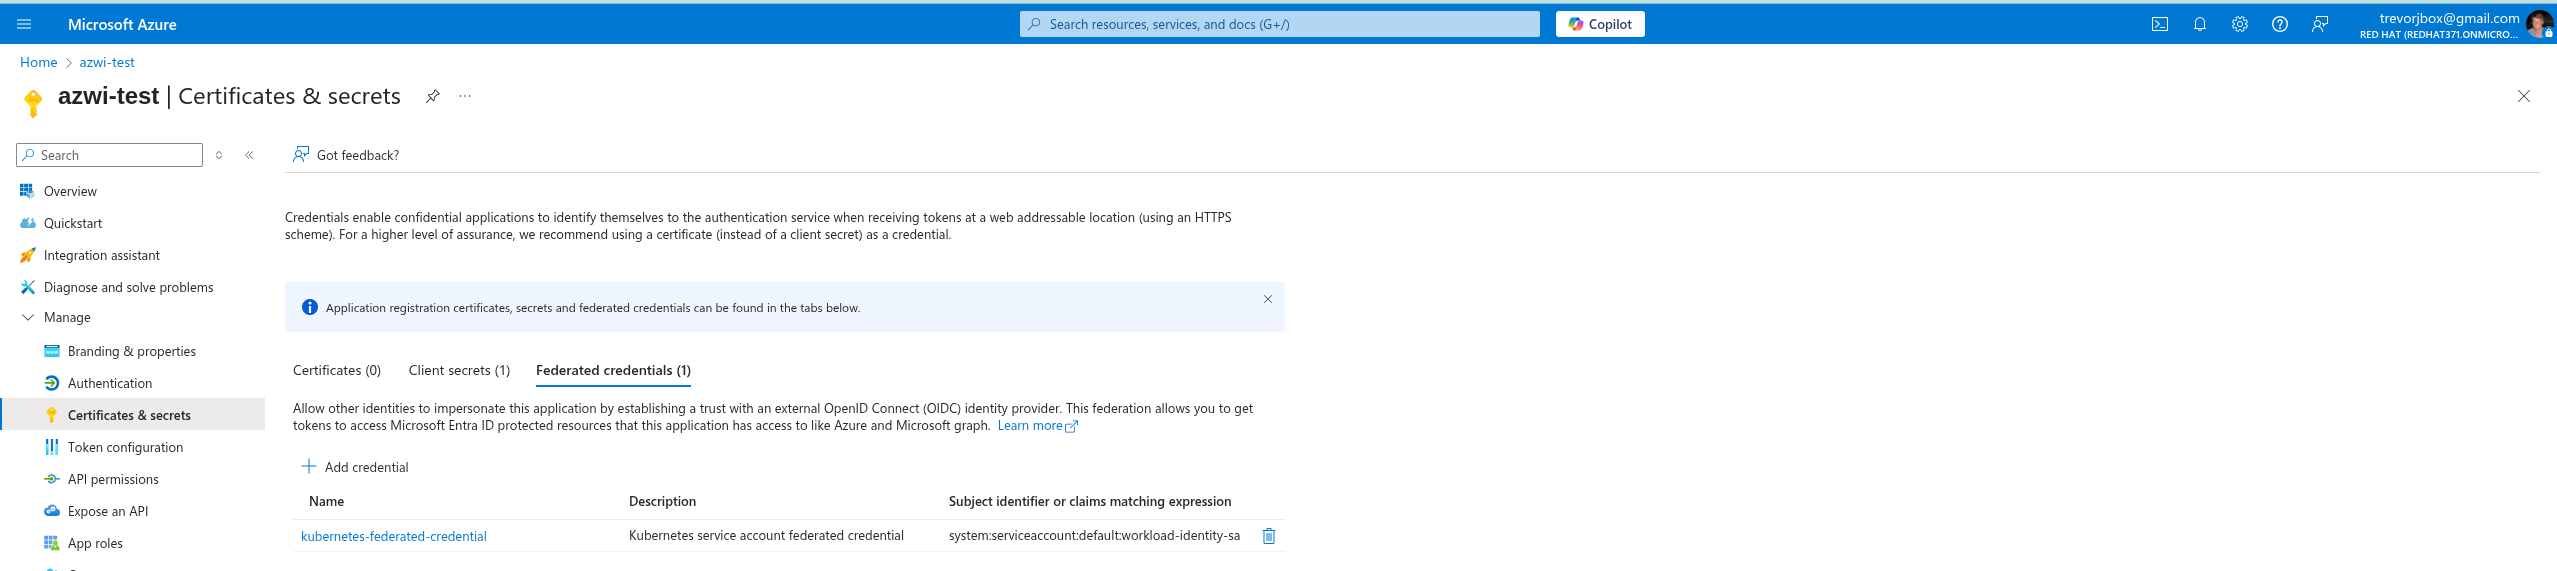 Microsoft Azure
Search resources, services, and docs (G+/)
Copilot
trevorjbox@gmail.com
RED HAT (REDHAT371.ONMICRO...
Home > azwi-test
azwi-test | Certificates & secrets
Search
Overview
Quickstart
Integration assistant
Diagnose and solve problems
Manage
Branding & properties
Authentication
Certificates & secrets
Token configuration
API permissions
Expose an API
App roles
Got feedback?
Credentials enable confidential applications to identify themselves to the authentication service when receiving tokens at a web addressable location (using an HTTPS
scheme). For a higher level of assurance, we recommend using a certificate (instead of a client secret) as a credential.
Application registration certificates, secrets and federated credentials can be found in the tabs below.
Certificates (0) Client secrets (1) Federated credentials (1)
Allow other identities to impersonate this application by establishing a trust with an external OpenID Connect (OIDC) identity provider. This federation allows you to get
tokens to access Microsoft Entra ID protected resources that this application has access to like Azure and Microsoft graph. Learn more
Add credential
Name Description Subject identifier or claims matching expression
kubernetes-federated-credential Kubernetes service account federated credential system:serviceaccount:default:workload-identity-sa